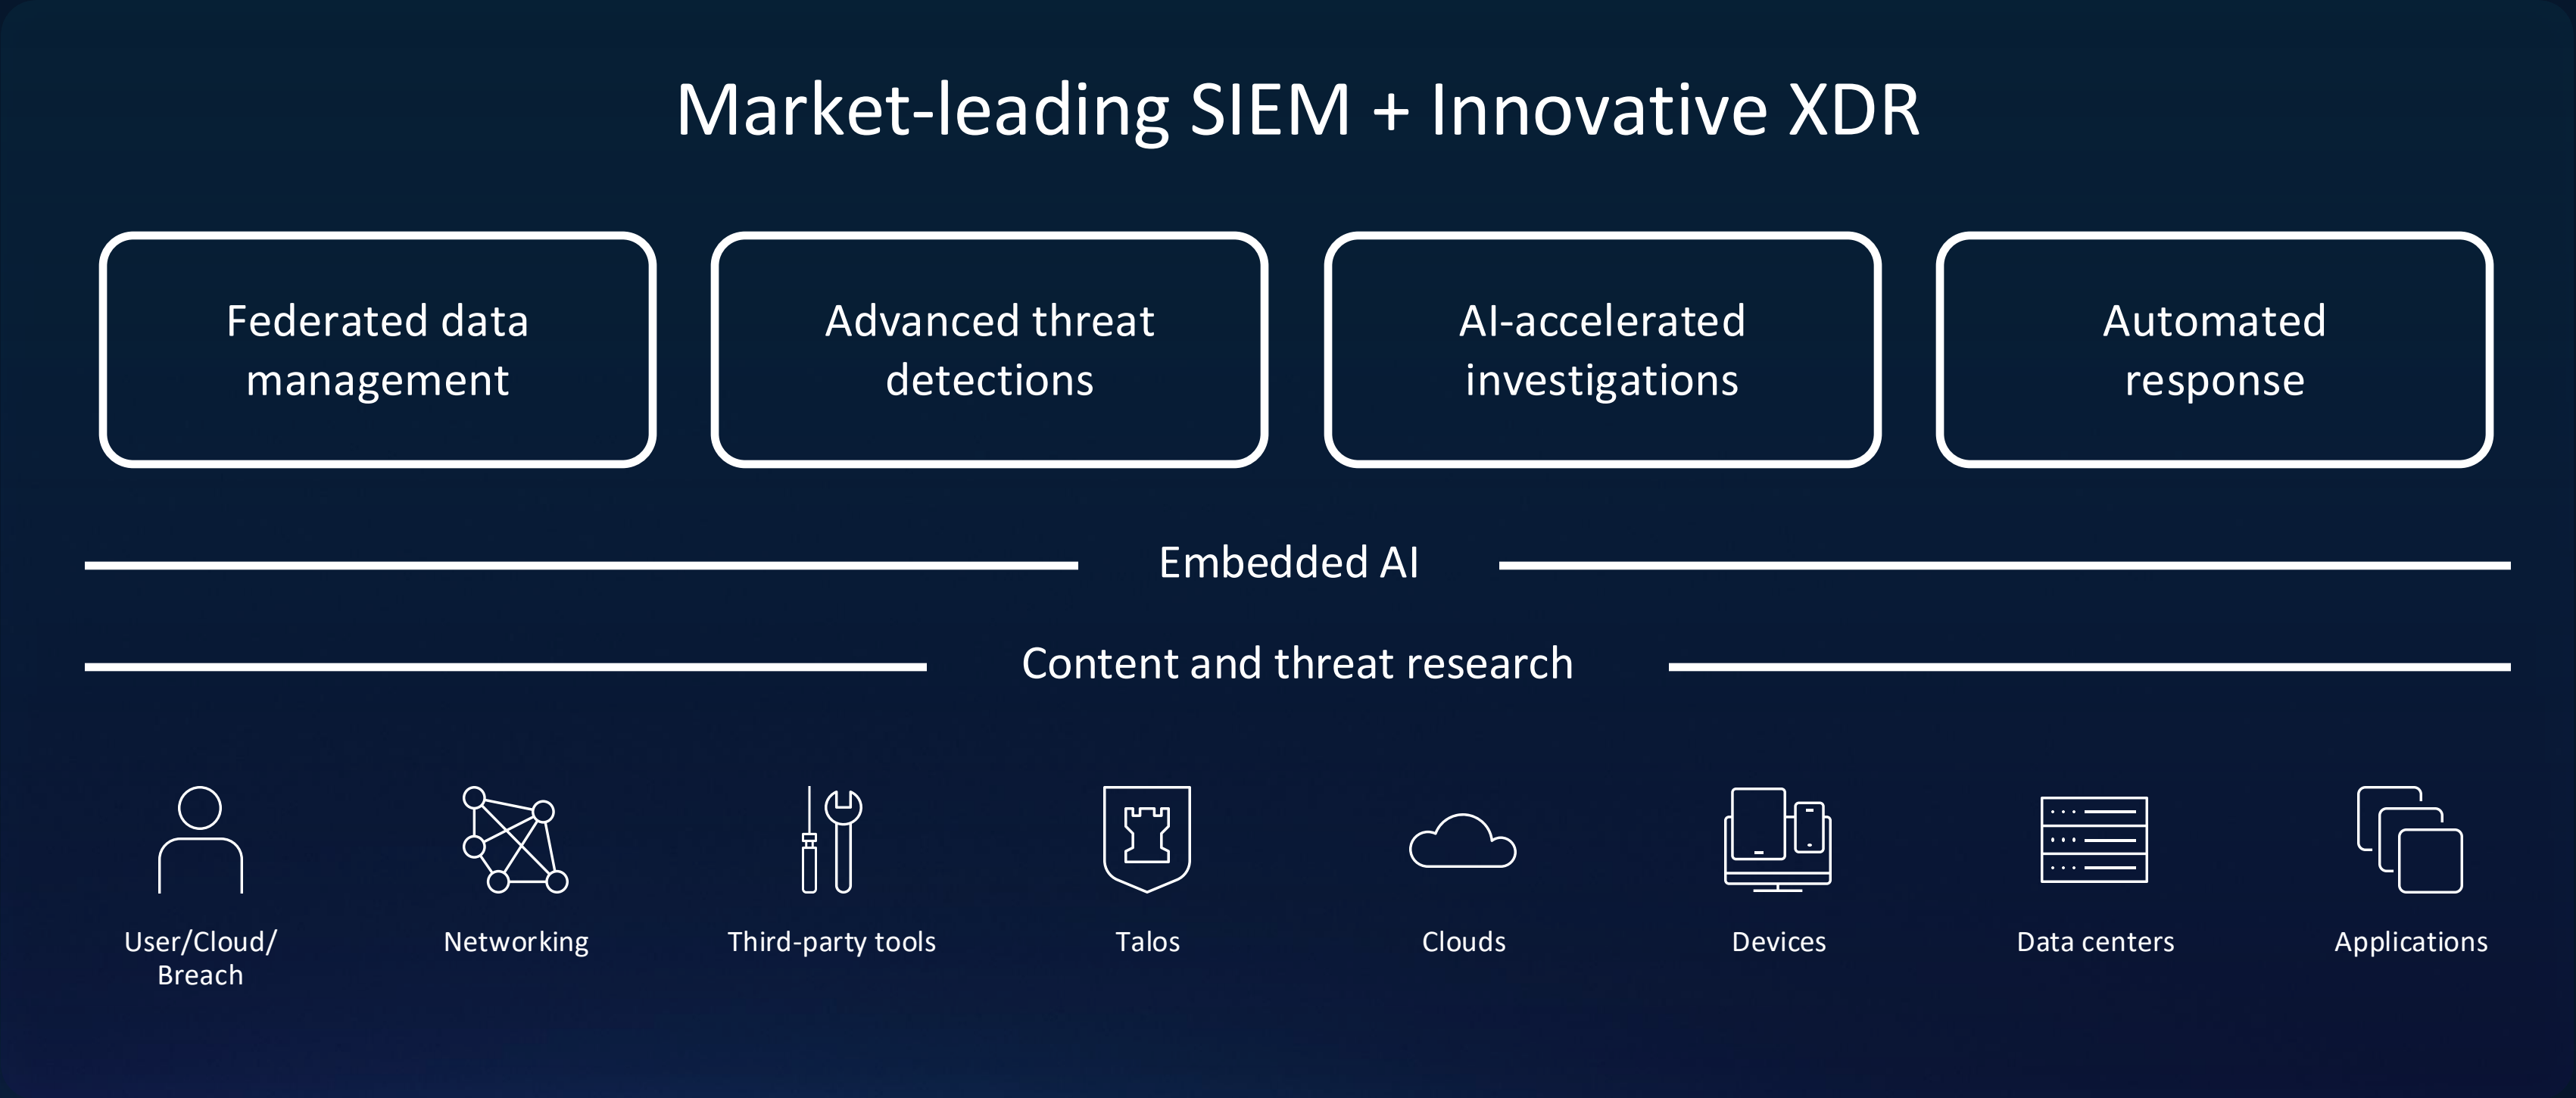 Market-leading SIEM + Innovative XDR
Federated data
management
Advanced threat
detections
AI-accelerated
investigations
Automated
response
Embedded AI
Content and threat research
User/Cloud/
Breach
Networking
Third-party tools
Talos
Clouds
Devices
Data centers
Applications